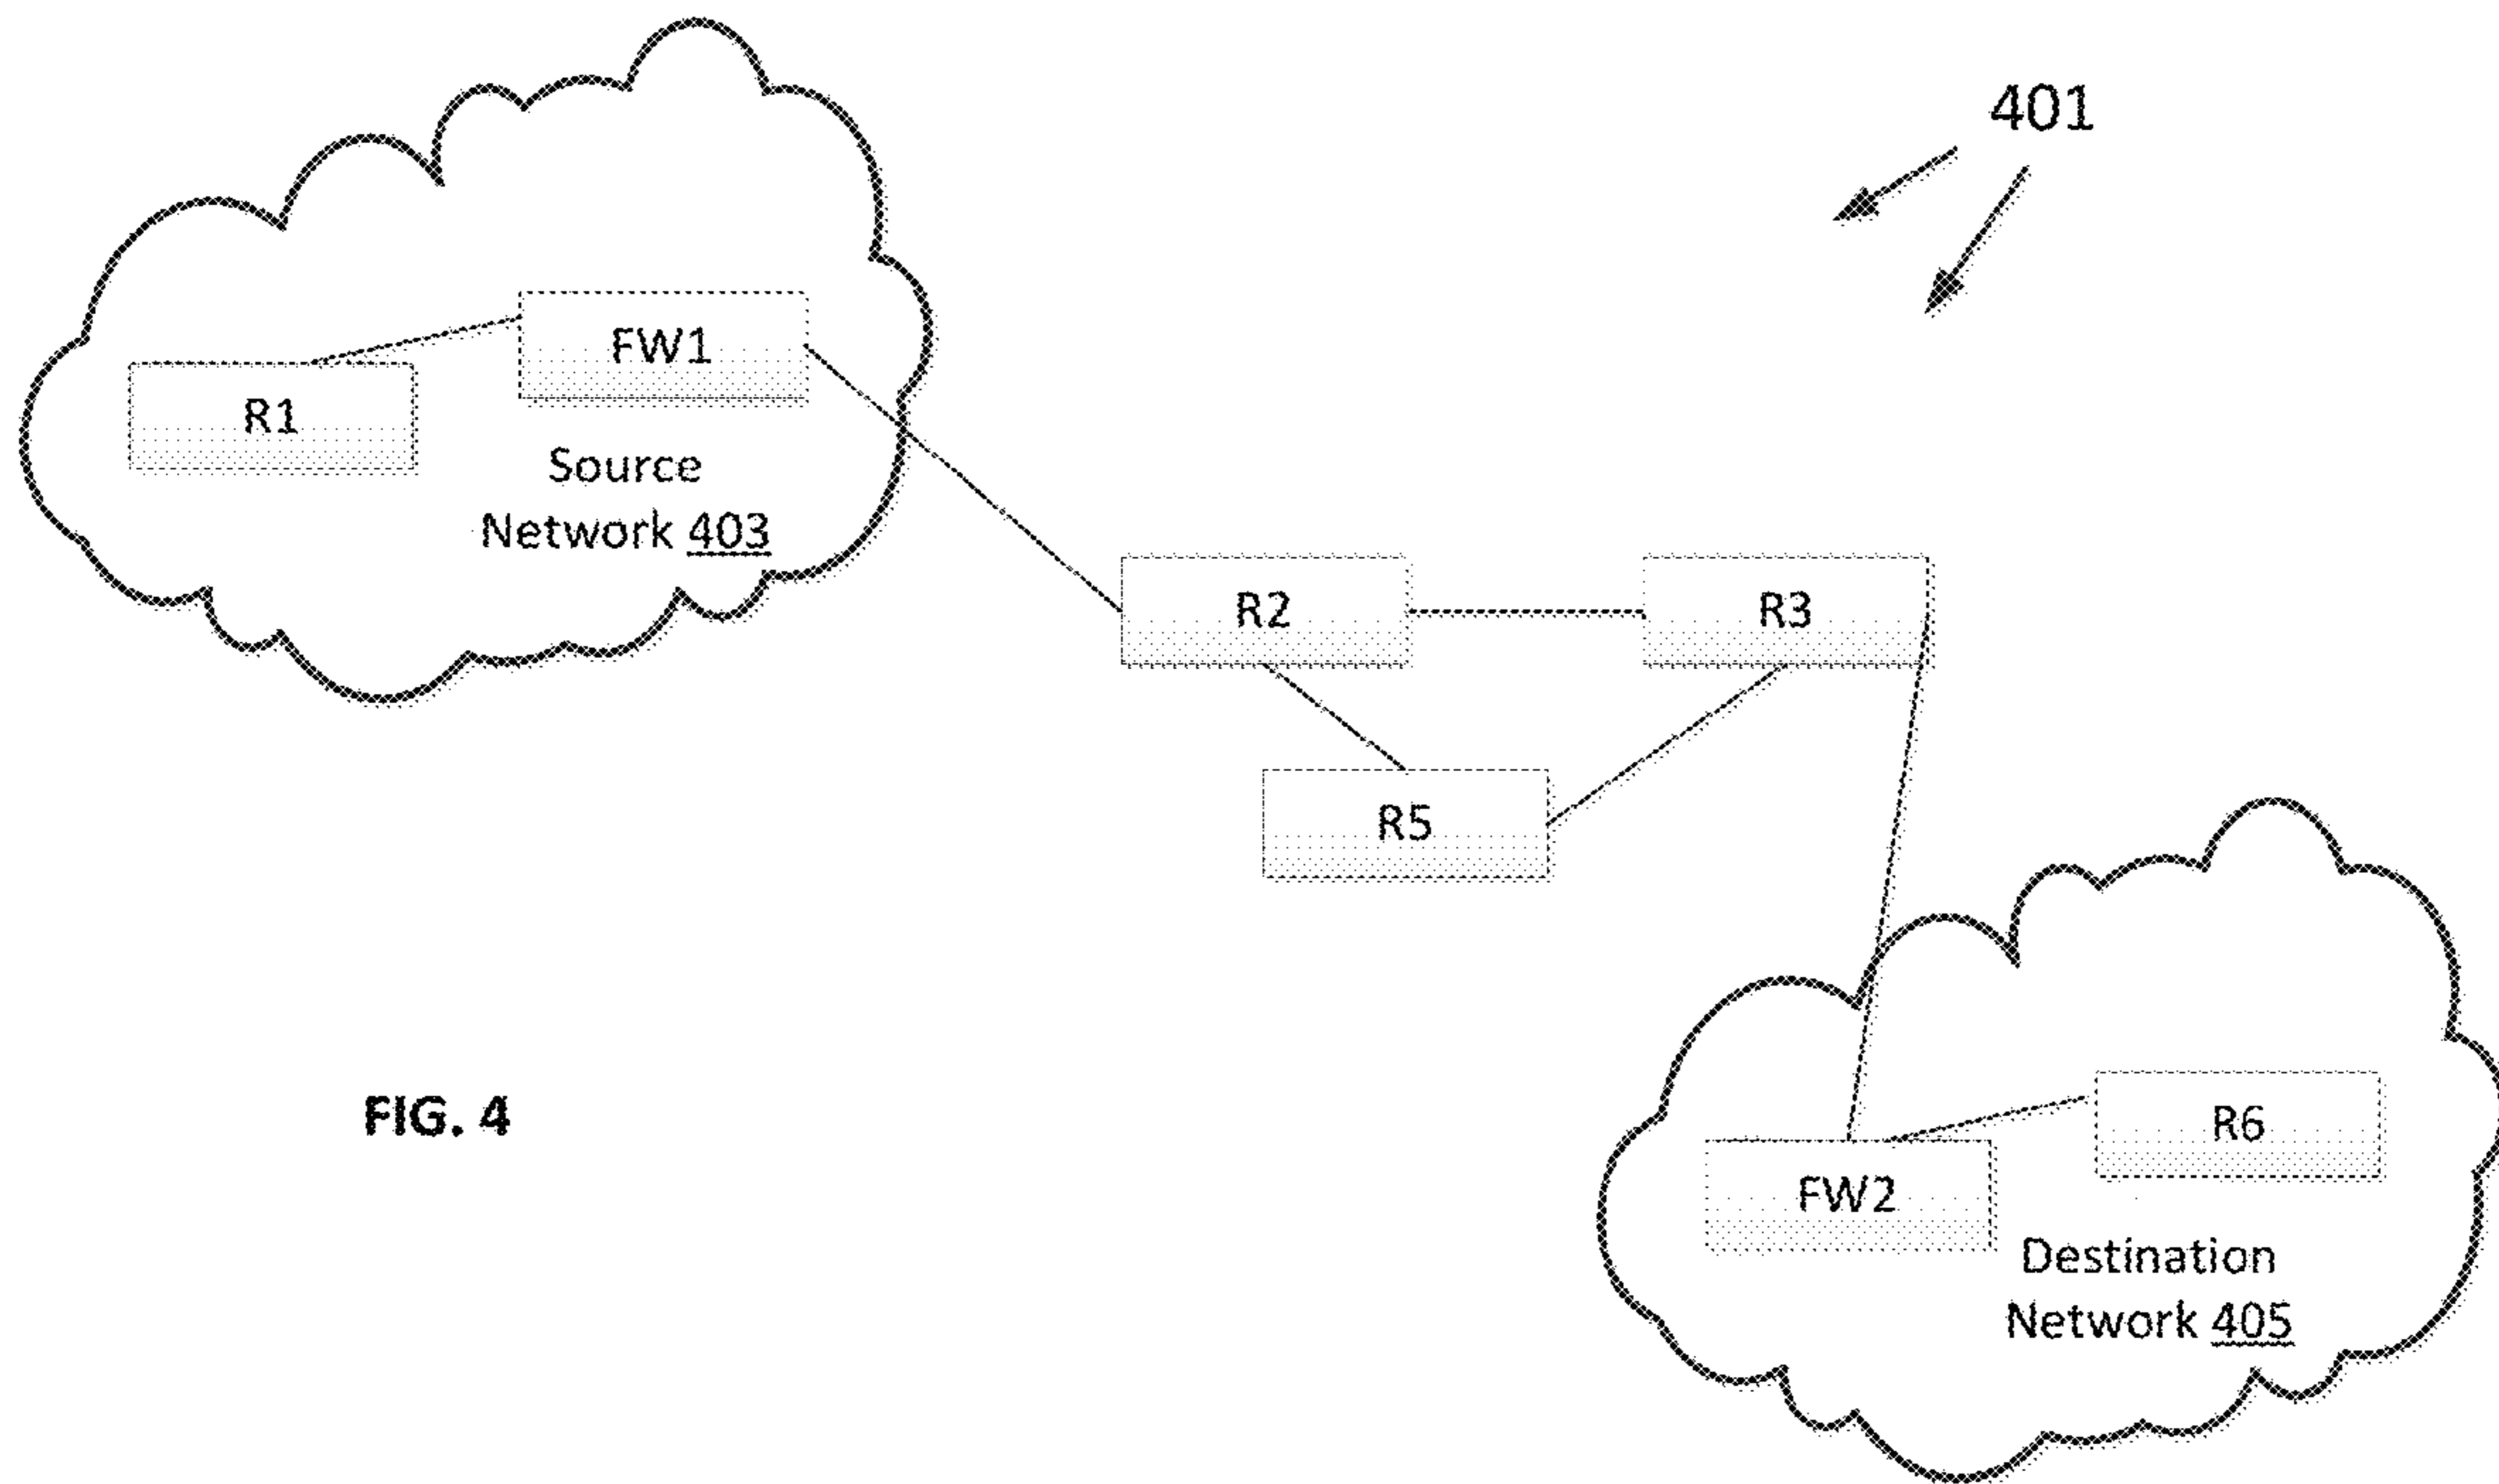 401
FW1
R1
Source
Network 403
R2
R3
R5
FIG. 4
R6
FW2
Destination
Network 405